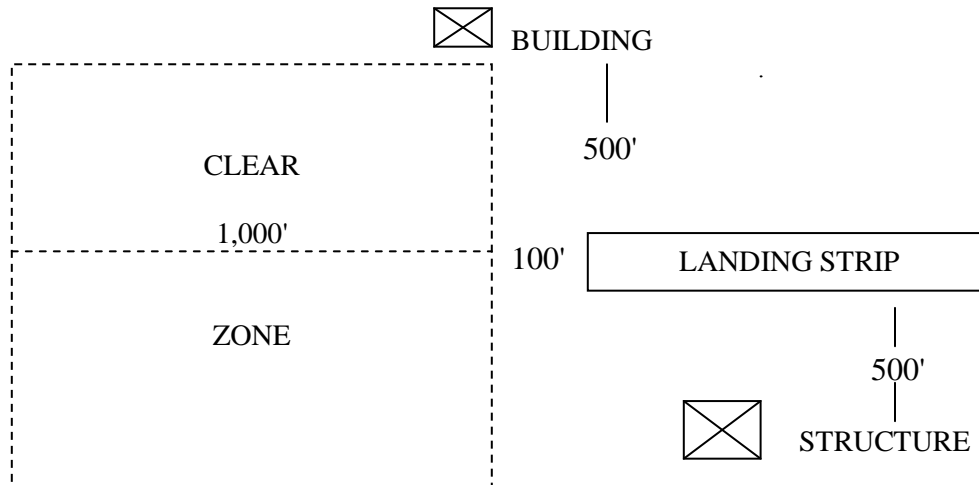 BUILDING
500'
CLEAR
1,000'
100'
LANDING STRIP
ZONE
500'
STRUCTURE